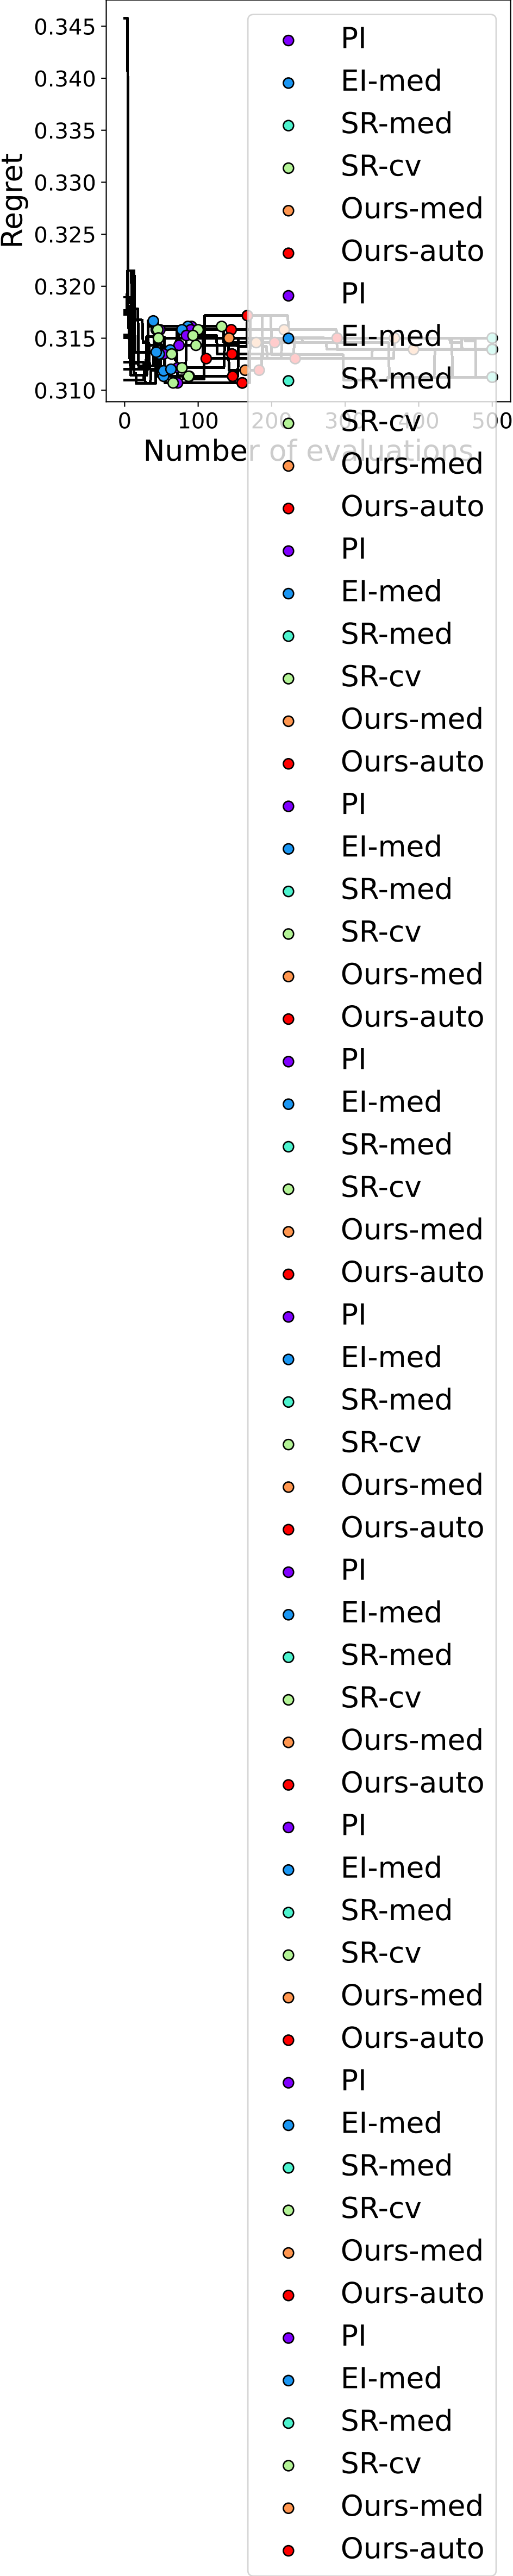 0.345
0.340
0.335
0.330
0.325
0.320
0.315
0.310
Regret
0 100 200 300 400 500
Number of evaluations
PI
EI-med
SR-med
SR-cv
Ours-med
Ours-auto
PI
EI-med
SR-med
SR-cv
Ours-med
Ours-auto
PI
EI-med
SR-med
SR-cv
Ours-med
Ours-auto
PI
EI-med
SR-med
SR-cv
Ours-med
Ours-auto
PI
EI-med
SR-med
SR-cv
Ours-med
Ours-auto
PI
EI-med
SR-med
SR-cv
Ours-med
Ours-auto
PI
EI-med
SR-med
SR-cv
Ours-med
Ours-auto
PI
EI-med
SR-med
SR-cv
Ours-med
Ours-auto
PI
EI-med
SR-med
SR-cv
Ours-med
Ours-auto
PI
EI-med
SR-med
SR-cv
Ours-med
Ours-auto